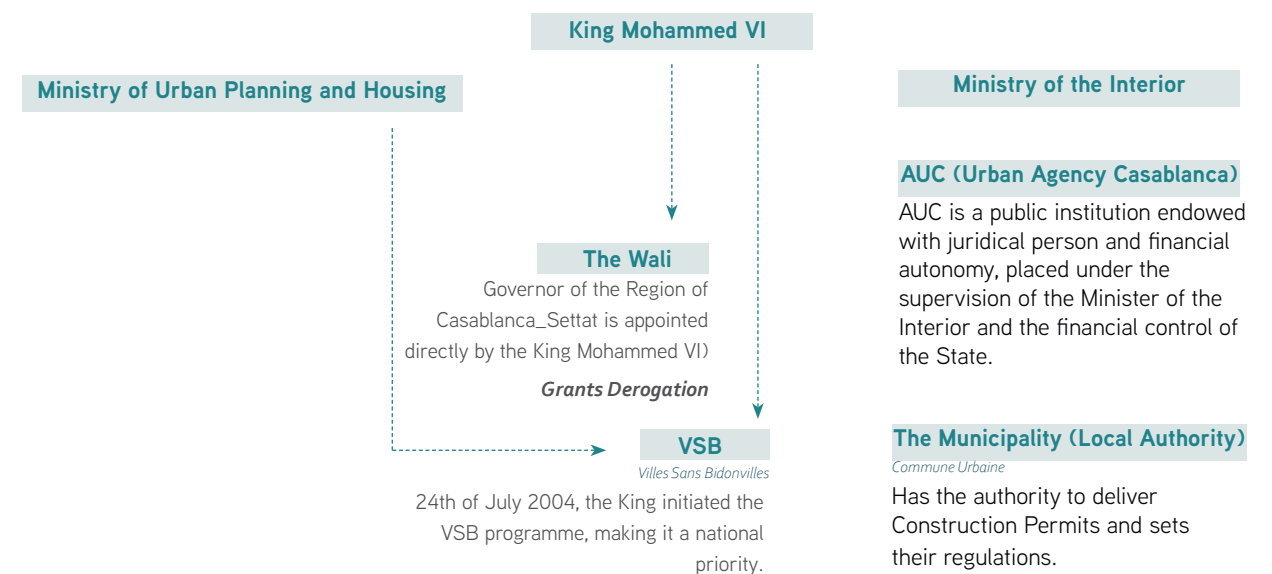 King Mohammed VI
Ministry of Urban Planning and Housing
Ministry of the Interior
The Wali
Governor of the Region of
Casablanca_Settat is appointed
directly by the King Mohammed VI)
Grants Derogation
VSB
Villes Sans Bidonvilles
24th of July 2004, the King initiated the
VSB programme, making it a national
priority.
AUC (Urban Agency Casablanca)
AUC is a public institution endowed
with juridical person and financial
autonomy, placed under the
supervision of the Minister of the
Interior and the financial control of
the State.
The Municipality (Local Authority)
Commune Urbaine
Has the authority to deliver
Construction Permits and sets
their regulations.